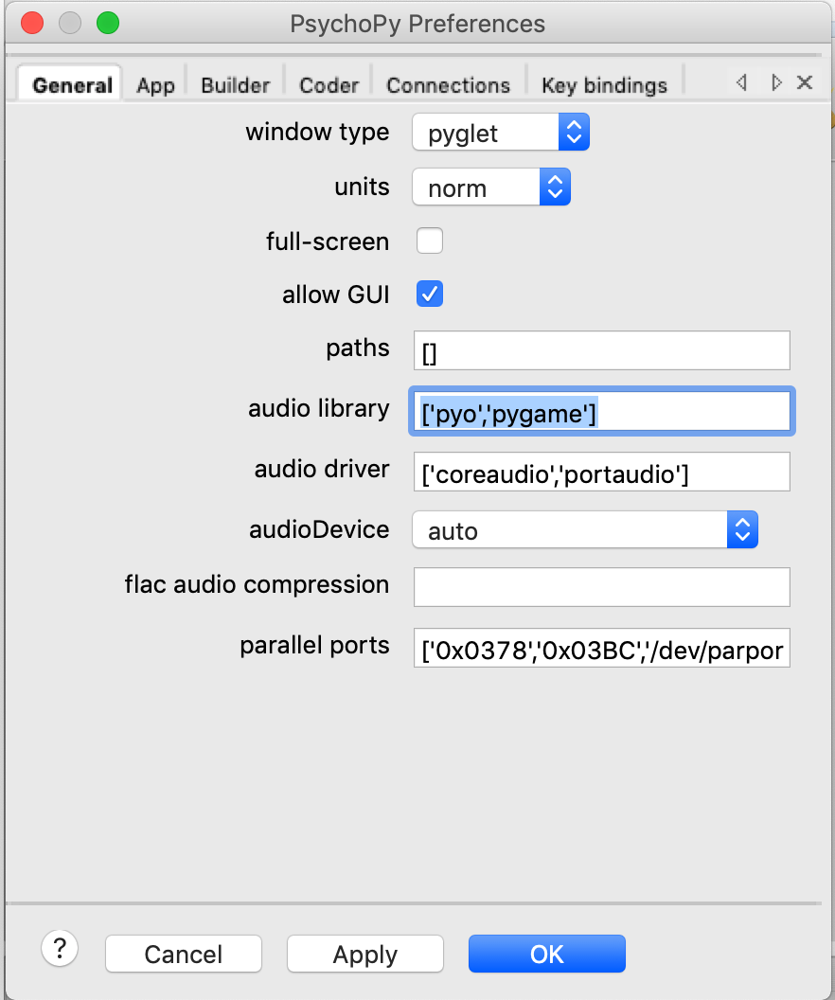 PsychoPy Preferences
General App Builder Coder Connections Key bindings
window type pyglet
units norm
full-screen
allow GUI
paths []
audio library ['pyo','pygame']
audio driver ['coreaudio','portaudio']
audioDevice auto
flac audio compression
parallel ports ['0x0378','0x03BC','/dev/parpor
? Cancel Apply OK